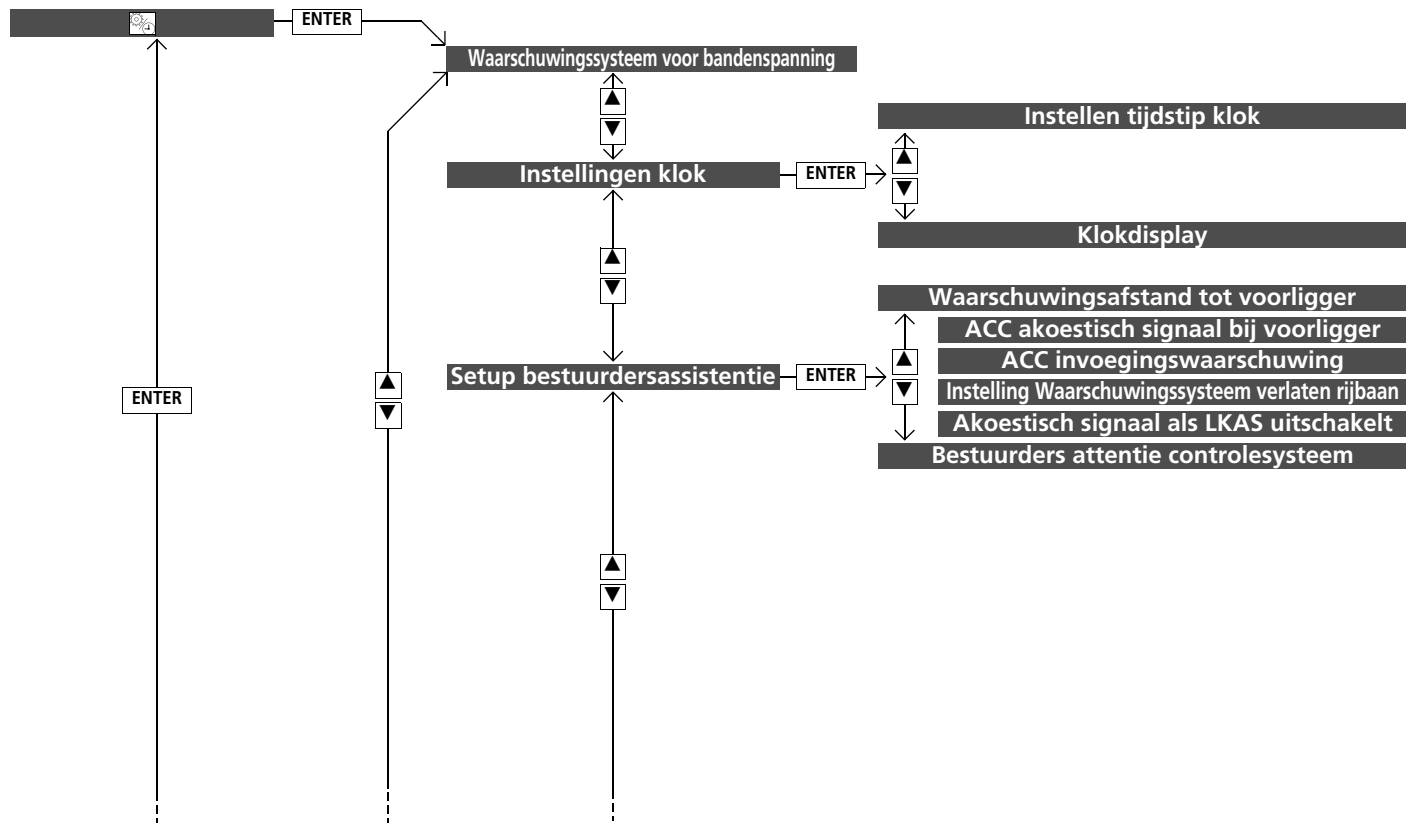 ENTER
Waarschuwingssysteem voor bandenspanning
Instellen tijdstip klok
Instellingen klok
ENTER
Klokdisplay
Waarschuwingsafstand tot voorligger
ACC akoestisch signaal bij voorligger
ACC invoegingswaarschuwing
Setup bestuurdersassistentie
ENTER
Instelling Waarschuwingssysteem verlaten rijbaan
ENTER
Akoestisch signaal als LKAS uitschakelt
Bestuurders attentie controlesysteem